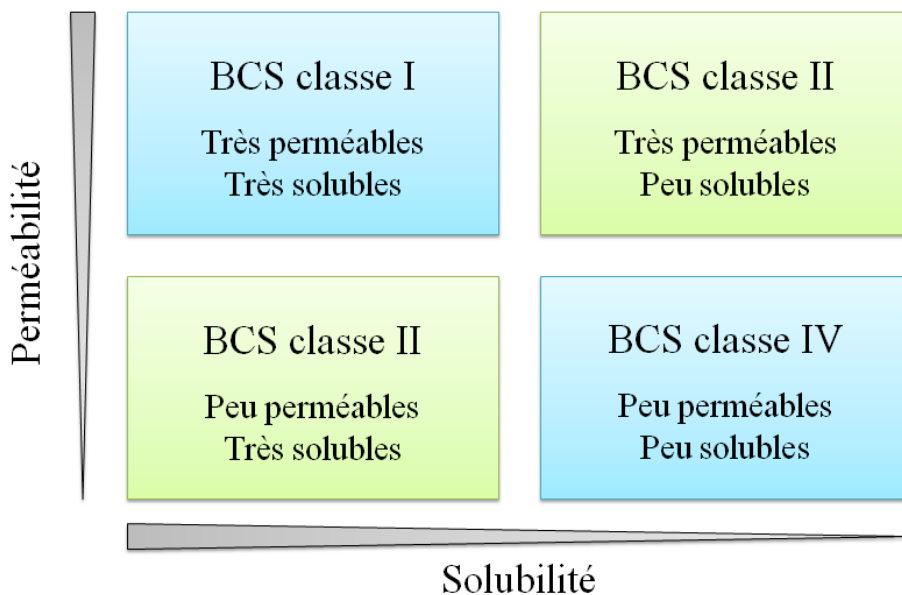 Perméabilité
BCS classe I
Très perméables
Très solubles
BCS classe II
Très perméables
Peu solubles
BCS classe II
Peu perméables
Très solubles
BCS classe IV
Peu perméables
Peu solubles
Solubilité